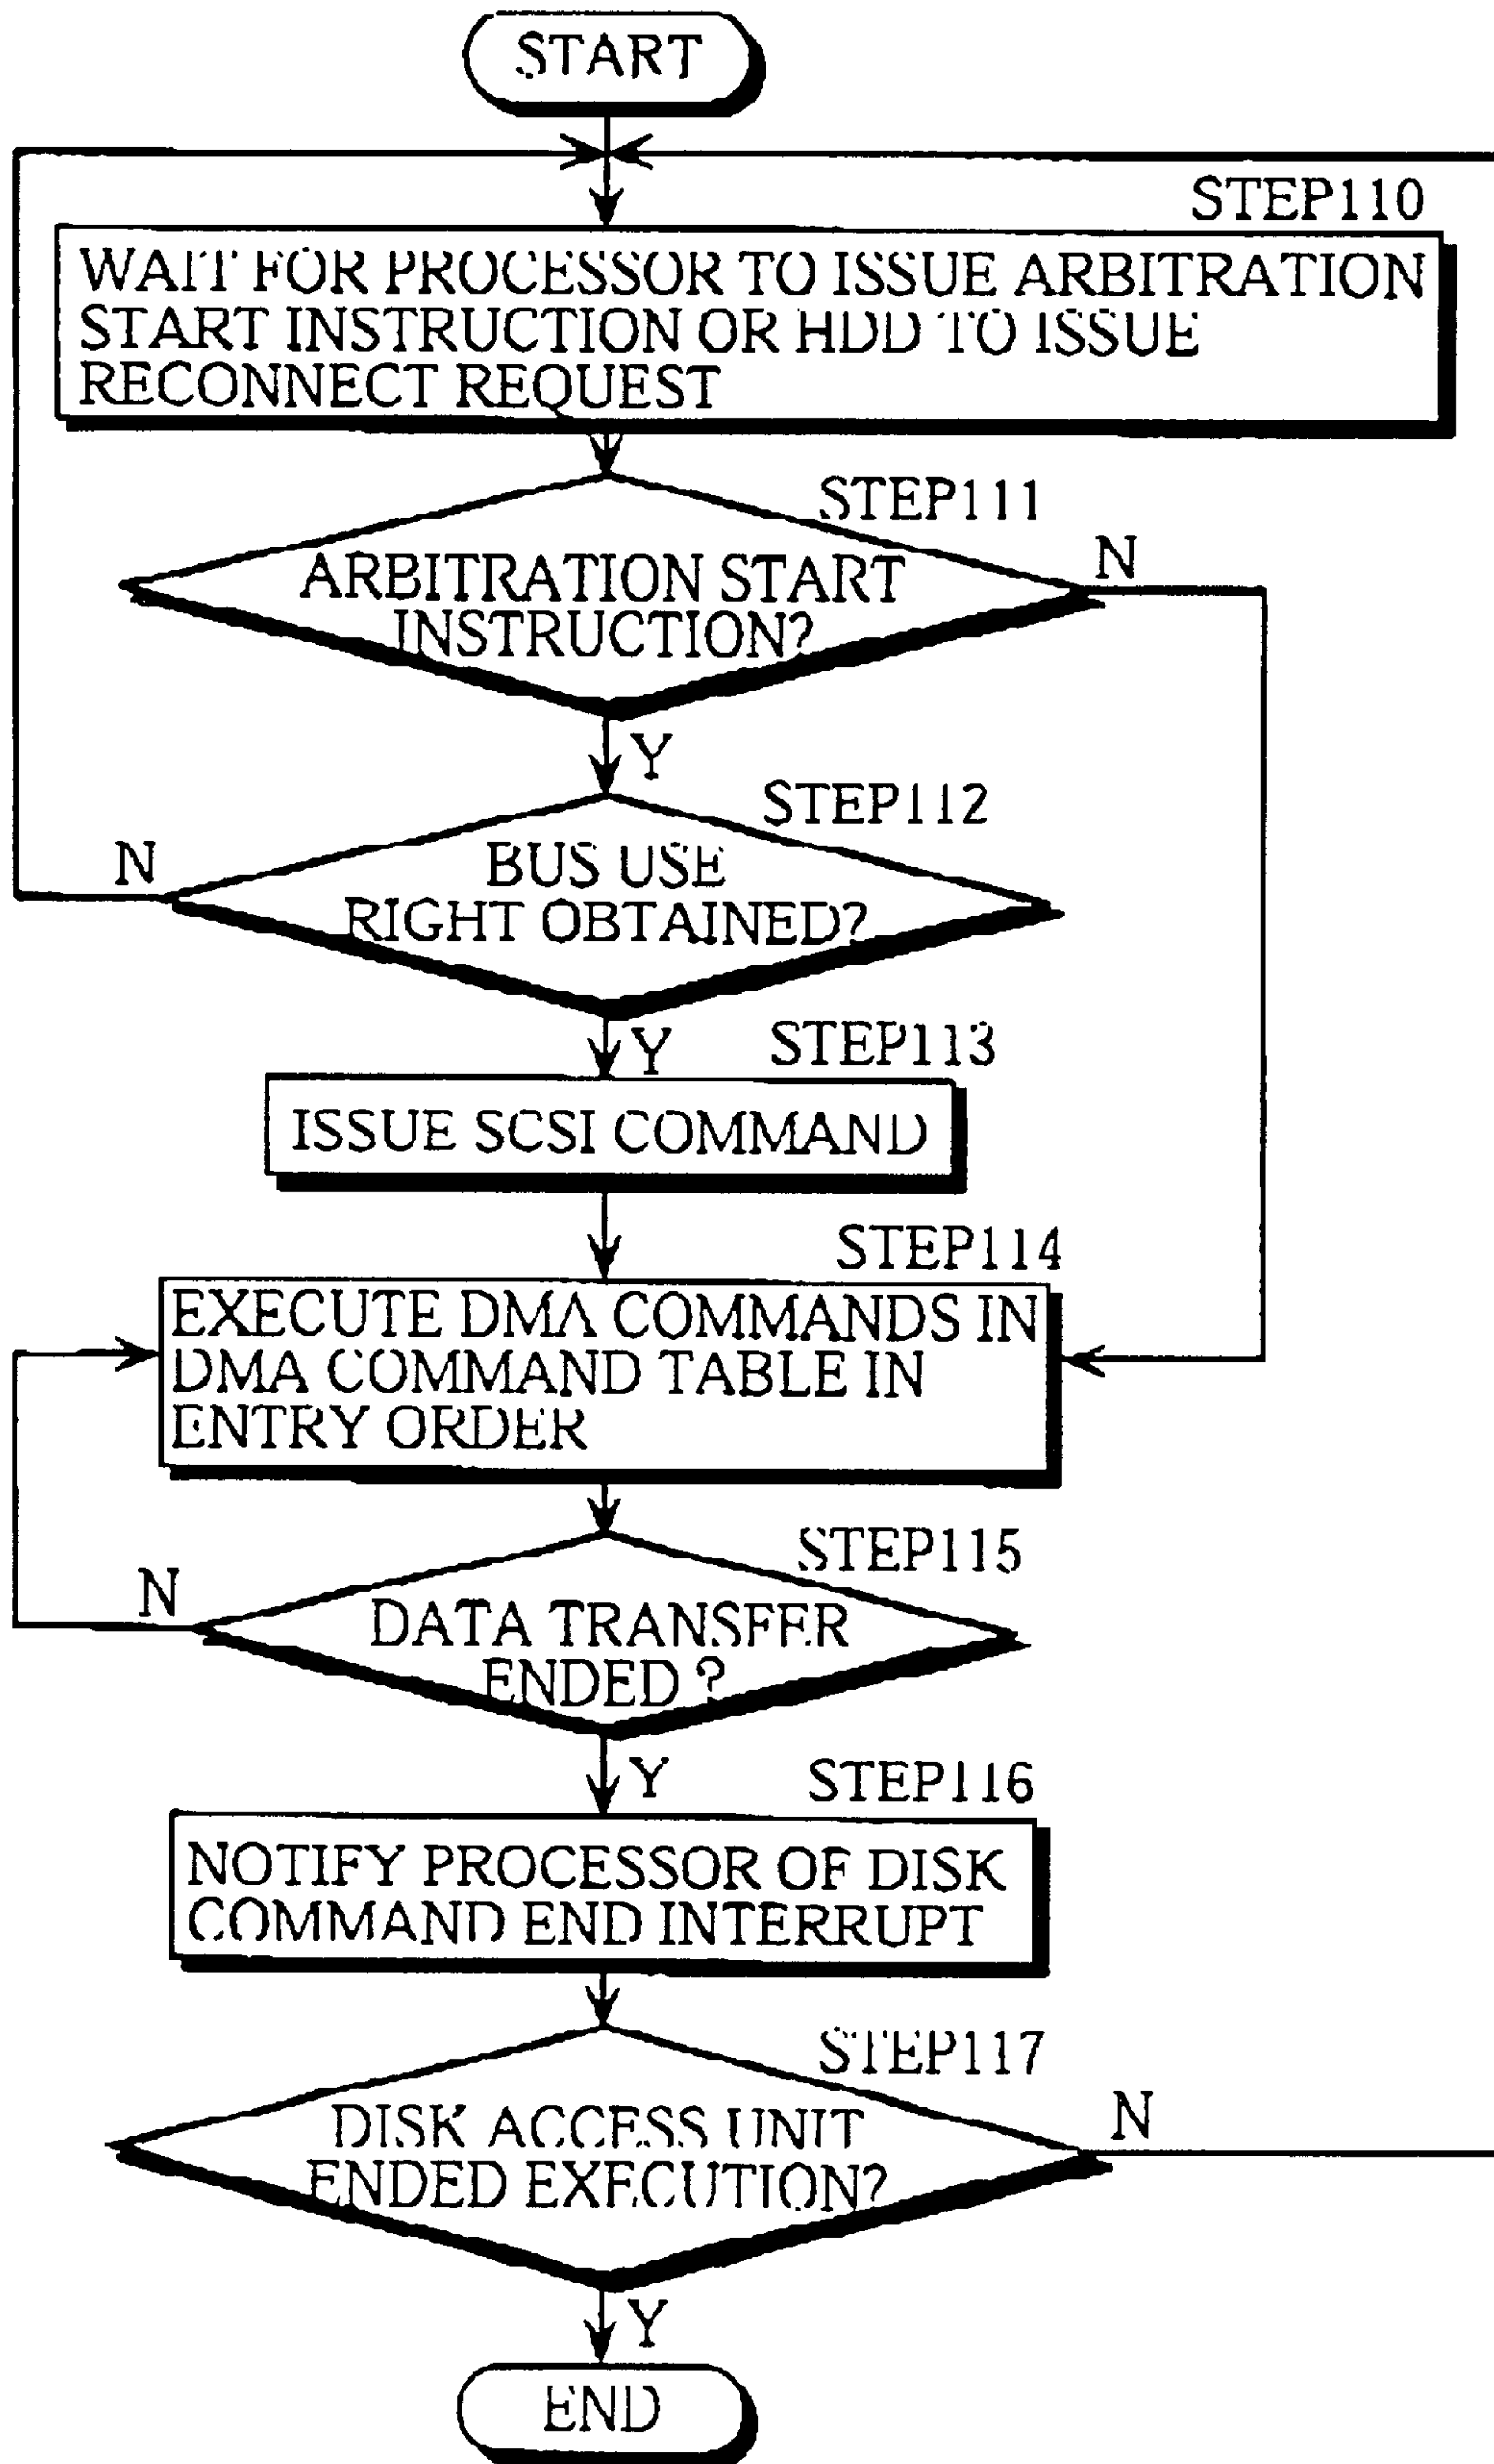 START
STEP110
WAIT FOR PROCESSOR TO ISSUE ARBITRATION
START INSTRUCTION OR HDD TO ISSUE
RECONNECT REQUEST
STEP111
ARBITRATION START
INSTRUCTION?
N
Y
STEP112
BUS USE
RIGHT OBTAINED?
N
Y
STEP113
ISSUE SCSI COMMAND
STEP114
EXECUTE DMA COMMANDS IN
DMA COMMAND TABLE IN
ENTRY ORDER
STEP115
DATA TRANSFER
ENDED ?
N
Y
STEP116
NOTIFY PROCESSOR OF DISK
COMMAND END INTERRUPT
STEP117
DISK ACCESS UNIT
ENDED EXECUTION?
N
Y
END